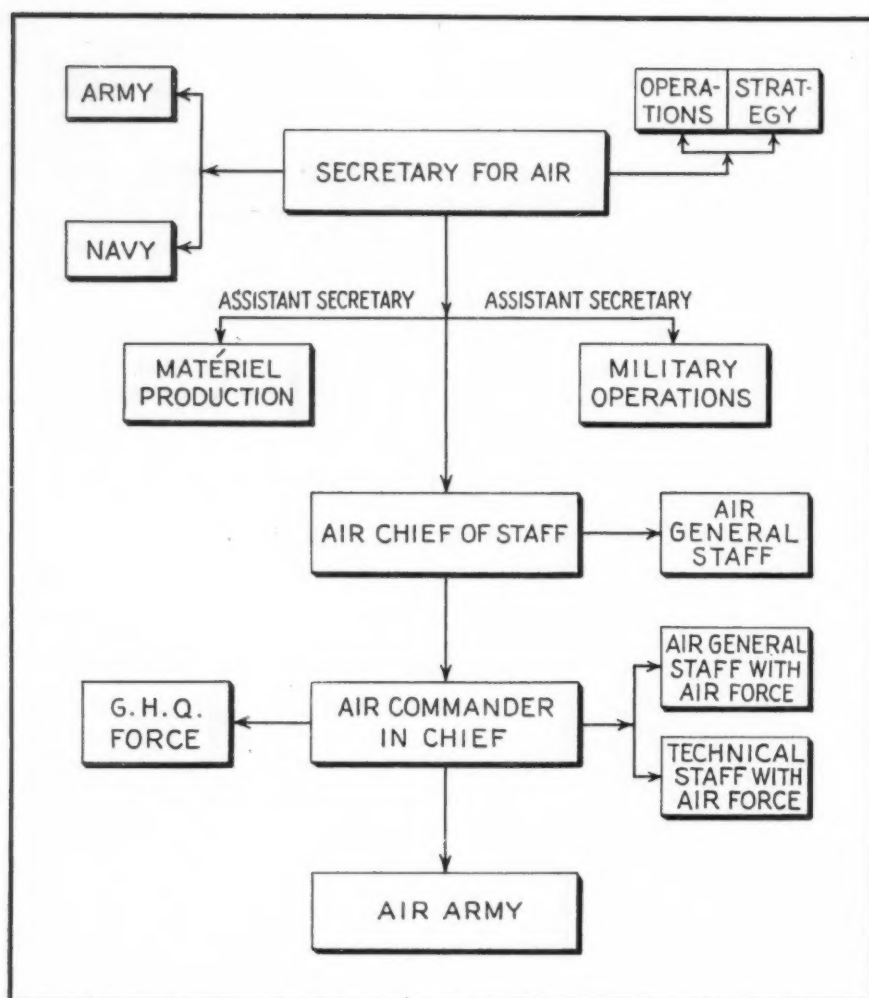 ARMY
OPERA-
TIONS
STRAT-
EGY
SECRETARY FOR AIR
NAVY
ASSISTANT SECRETARY
ASSISTANT SECRETARY
MATÉRIEL
PRODUCTION
MILITARY
OPERATIONS
AIR CHIEF OF STAFF
AIR
GENERAL
STAFF
G.H.Q.
FORCE
AIR COMMANDER
IN CHIEF
AIR GENERAL
STAFF WITH
AIR FORCE
TECHNICAL
STAFF WITH
AIR FORCE
AIR ARMY